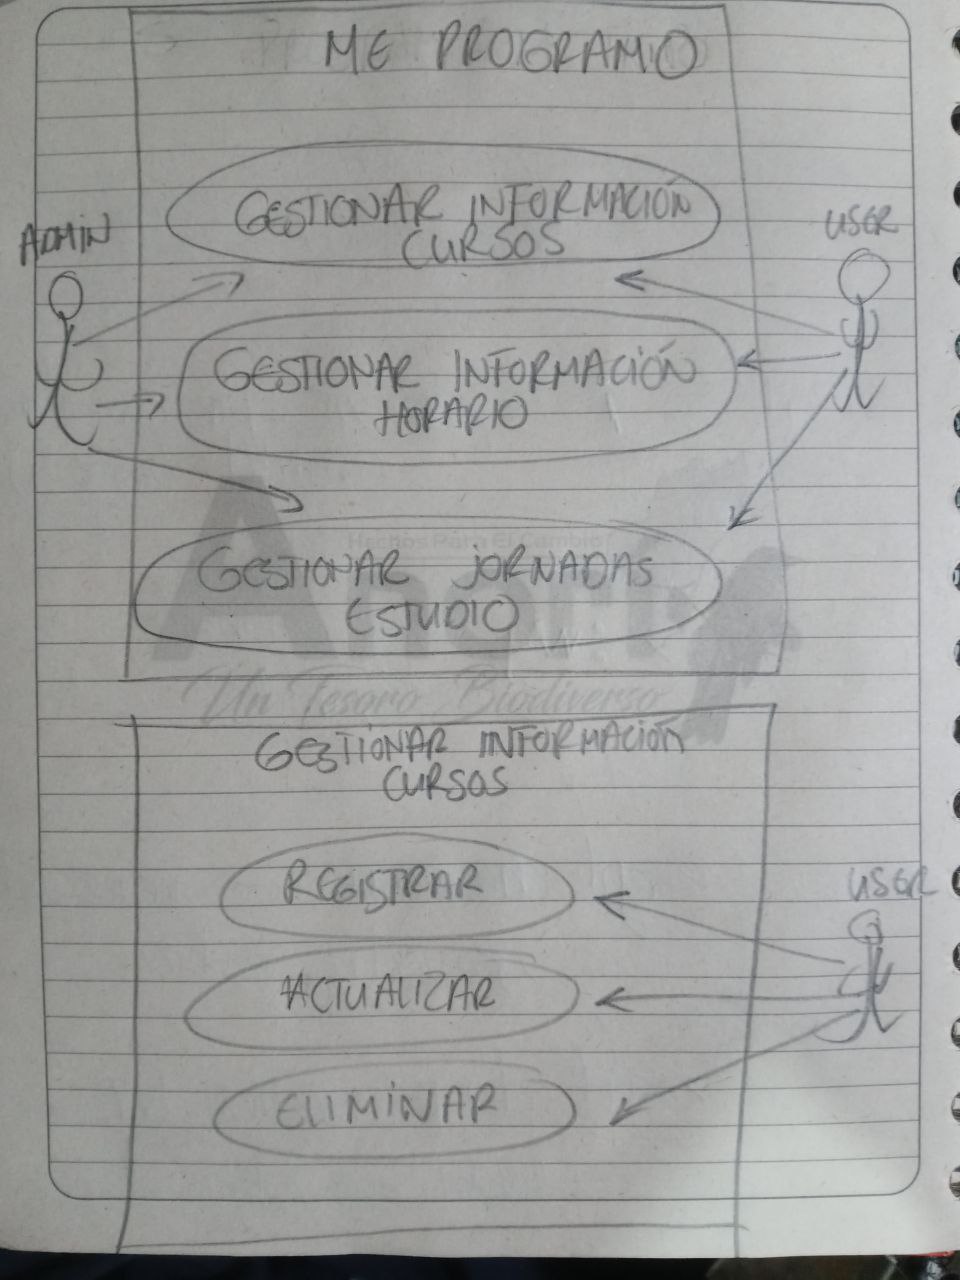 ME PROGRAMO
GESTIONAR INFORMACIÓN
CURSOS
ADMIN
USER
GESTIONAR INFORMACIÓN
HORARIO
Hechos Para El Cambio
GESTIONAR JORNADAS
ESTUDIO
Un Tesoro Biodiverso
GESTIONAR INFORMACIÓN
CURSOS
REGISTRAR
USER
ACTUALIZAR
ELIMINAR